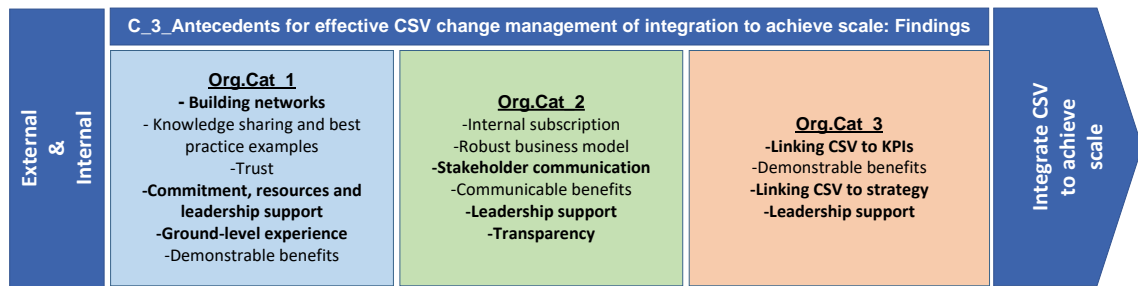 External
&
Internal
C_3_Antecedents for effective CSV change management of integration to achieve scale: Findings
Org.Cat_1
- Building networks
- Knowledge sharing and best
practice examples
-Trust
-Commitment, resources and
leadership support
-Ground-level experience
-Demonstrable benefits
Org.Cat_2
-Internal subscription
-Robust business model
-Stakeholder communication
-Communicable benefits
-Leadership support
-Transparency
Org.Cat_3
-Linking CSV to KPIs
-Demonstrable benefits
-Linking CSV to strategy
-Leadership support
Integrate CSV
to achieve
scale